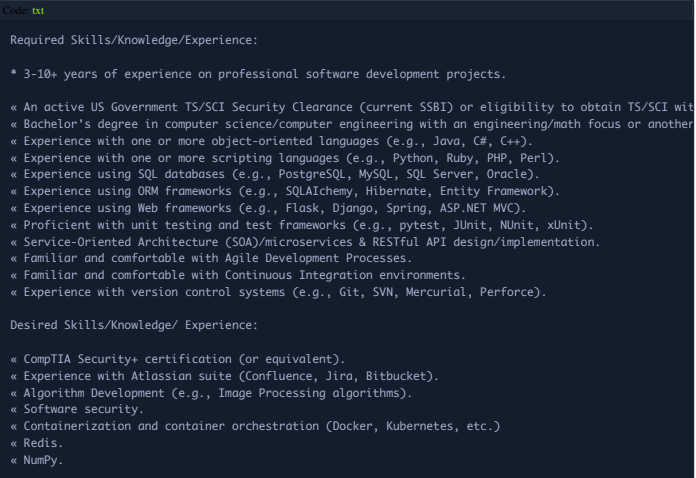 Code: txt
Required Skills/Knowledge/Experience:
* 3-10+ years of experience on professional software development projects.
« An active US Government TS/SCI Security Clearance (current SSBI) or eligibility to obtain TS/SCI wit
« Bachelor's degree in computer science/computer engineering with an engineering/math focus or another
« Experience with one or more object-oriented languages (e.g., Java, C#, C++).
« Experience with one or more scripting languages (e.g., Python, Ruby, PHP, Perl).
« Experience using SQL databases (e.g., PostgreSQL, MySQL, SQL Server, Oracle).
« Experience using ORM frameworks (e.g., SQLAIchemy, Hibernate, Entity Framework).
« Experience using Web frameworks (e.g., Flask, Django, Spring, ASP.NET MVC).
« Proficient with unit testing and test frameworks (e.g., pytest, JUnit, NUnit, xUnit).
« Service-Oriented Architecture (SOA)/microservices & RESTful API design/implementation.
« Familiar and comfortable with Agile Development Processes.
« Familiar and comfortable with Continuous Integration environments.
« Experience with version control systems (e.g., Git, SVN, Mercurial, Perforce).
Desired Skills/Knowledge/ Experience:
« CompTIA Security+ certification (or equivalent).
« Experience with Atlassian suite (Confluence, Jira, Bitbucket).
« Algorithm Development (e.g., Image Processing algorithms).
« Software security.
« Containerization and container orchestration (Docker, Kubernetes, etc.)
« Redis.
« NumPy.